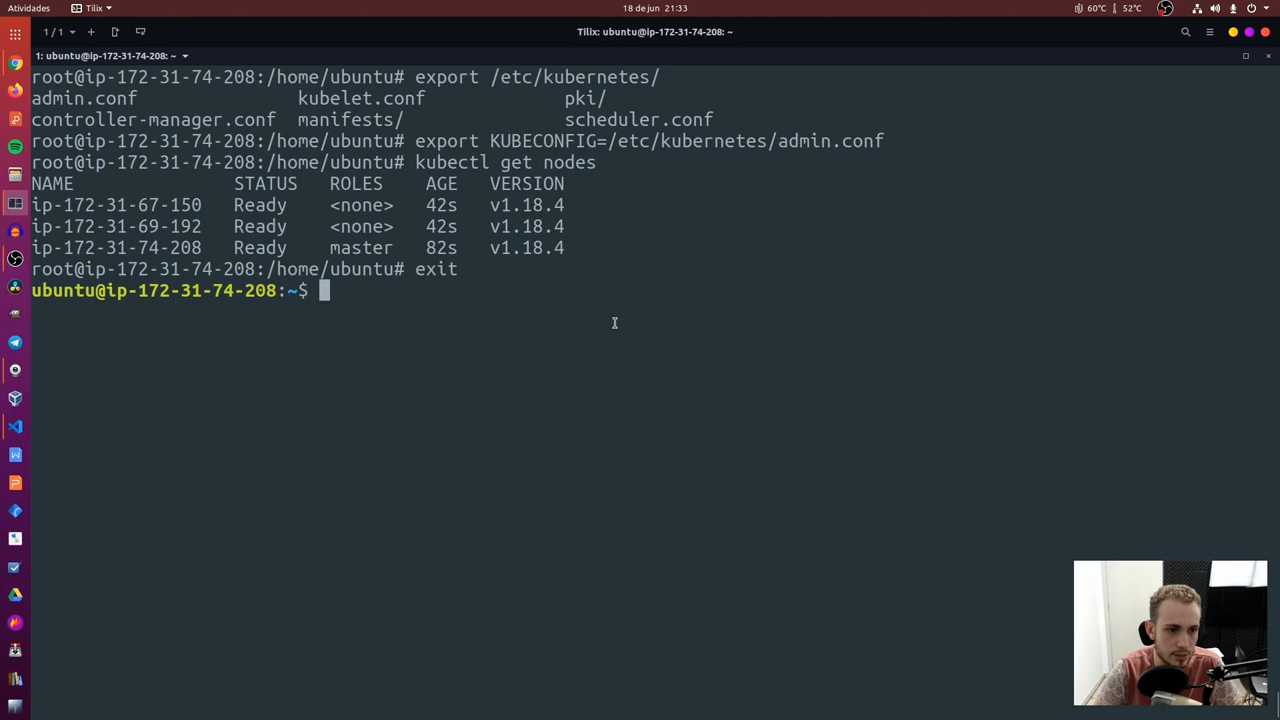 Atividades Tilix 18 de jun 21:33 60°C 52°C
1 / 1 Tilix: ubuntu@ip-172-31-74-208: ~
1: ubuntu@ip-172-31-74-208: ~
root@ip-172-31-74-208:/home/ubuntu# export /etc/kubernetes/
admin.conf kubelet.conf pki/
controller-manager.conf manifests/ scheduler.conf
root@ip-172-31-74-208:/home/ubuntu# export KUBECONFIG=/etc/kubernetes/admin.conf
root@ip-172-31-74-208:/home/ubuntu# kubectl get nodes
NAME STATUS ROLES AGE VERSION
ip-172-31-67-150 Ready <none> 42s v1.18.4
ip-172-31-69-192 Ready <none> 42s v1.18.4
ip-172-31-74-208 Ready master 82s v1.18.4
root@ip-172-31-74-208:/home/ubuntu# exit
ubuntu@ip-172-31-74-208:~$